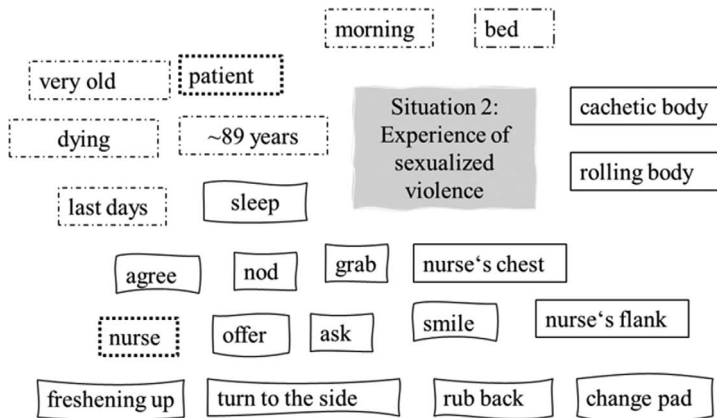 morning bed
very old patient
Situation 2:
Experience of
sexualized
violence
cachetic body
dying ~89 years
rolling body
last days sleep
agree nod grab nurse‘s chest
nurse offer ask smile nurse‘s flank
freshening up turn to the side rub back change pad